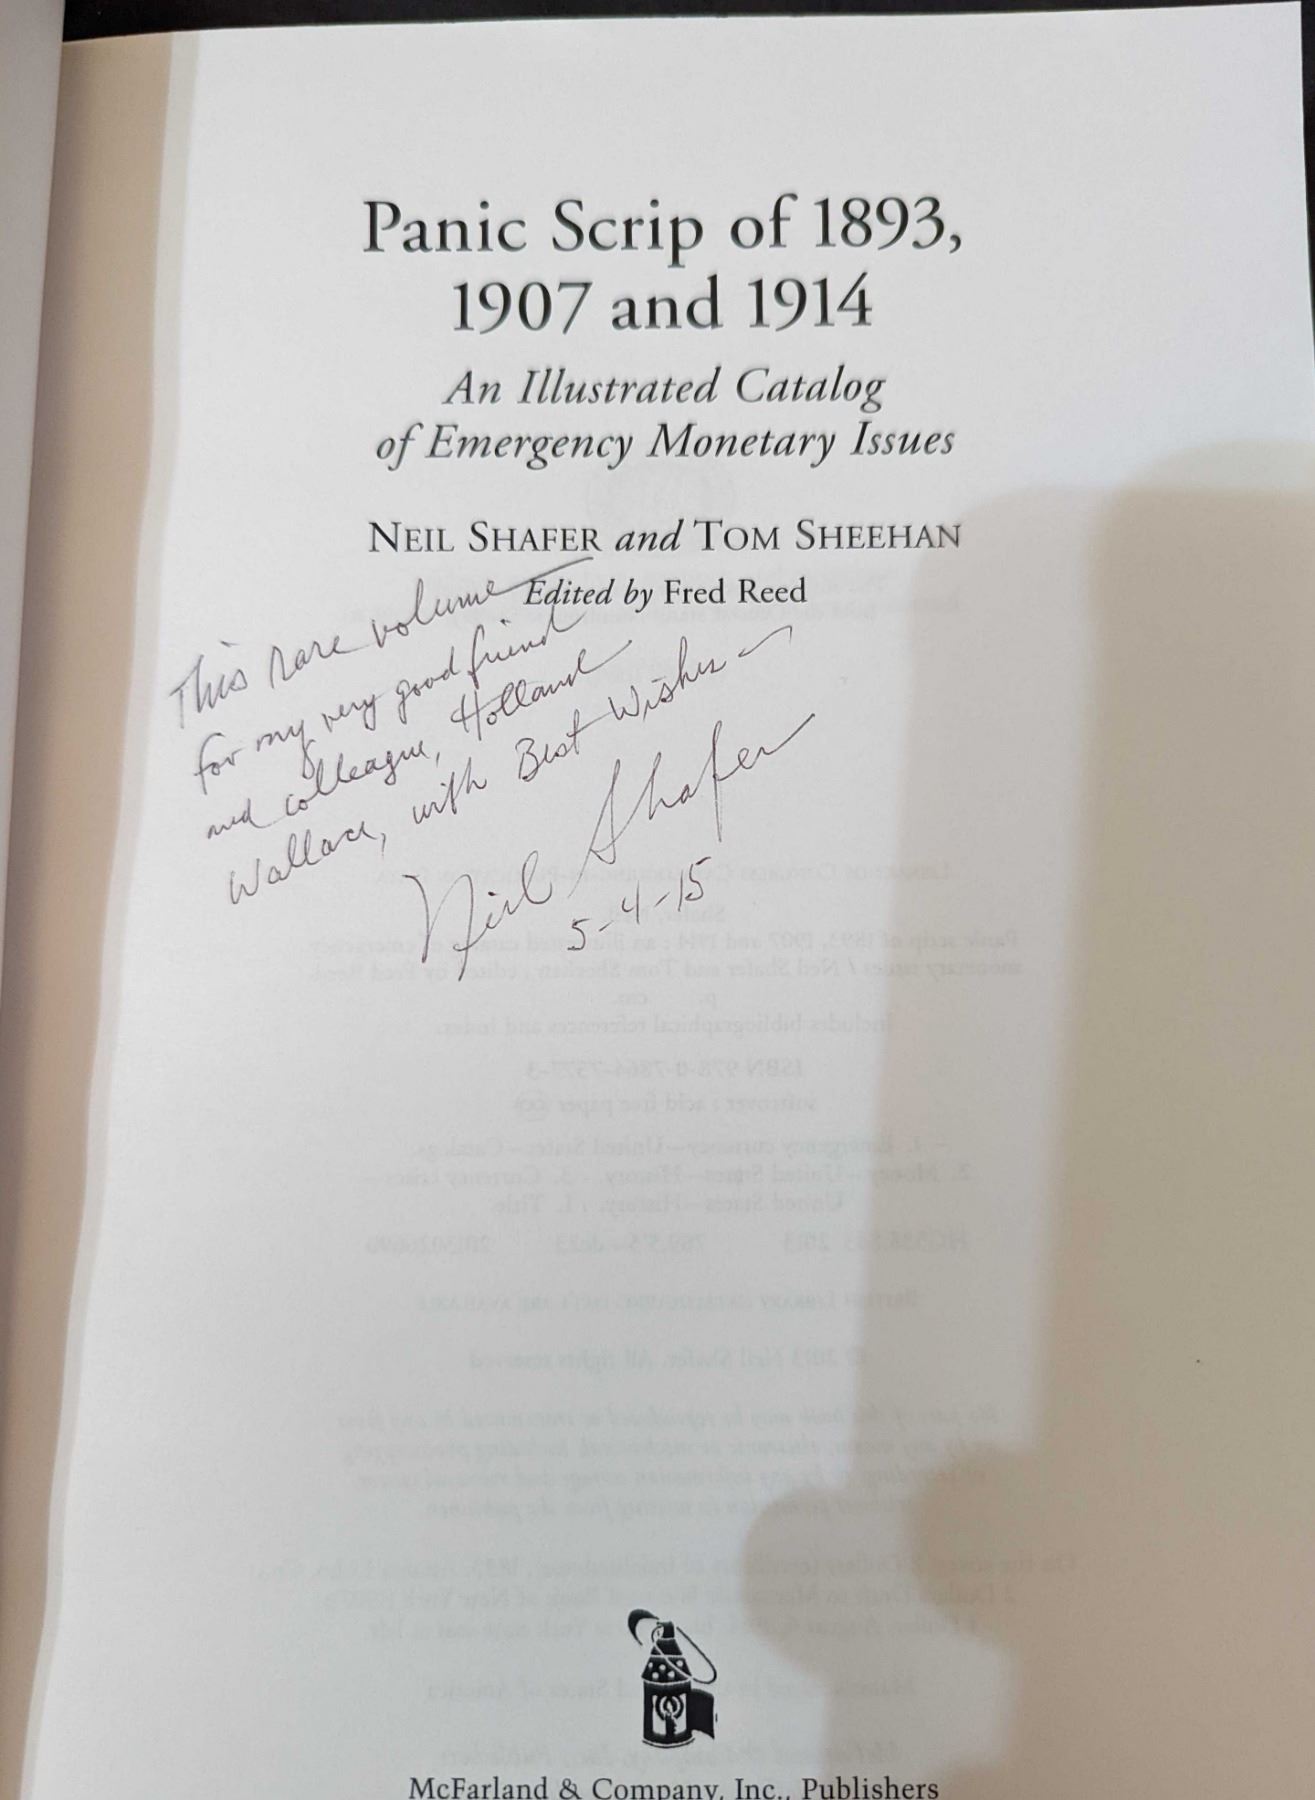 Panic Scrip of 1893,
1907 and 1914
An Illustrated Catalog
of Emergency Monetary Issues
NEIL SHAFER and TOM SHEEHAN
Edited by Fred Reed
This rare volume
for my very good friend
and colleague, Holland
Wallace, with Best Wishes –
Neil Shafer
5-4-15
McFarland & Company, Inc., Publishers